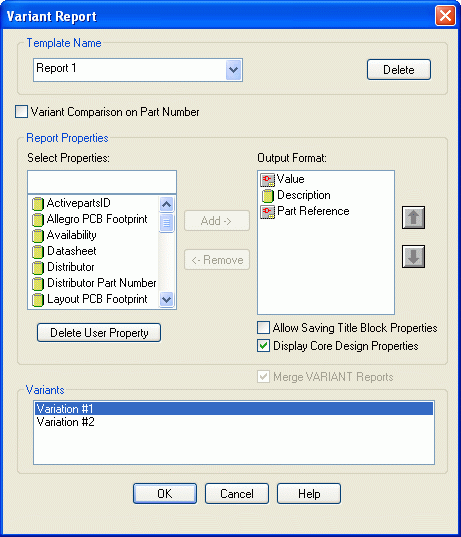 Variant Report
Template Name
Report 1
Delete
Variant Comparison on Part Number
Report Properties
Select Properties:
ActivepartsID
Allegro PCB Footprint
Availability
Datasheet
Distributor
Distributor Part Number
Layout PCB Footprint
Delete User Property
Add ->
<- Remove
Output Format:
Value
Description
Part Reference
Allow Saving Title Block Properties
Display Core Design Properties
Merge VARIANT Reports
Variants
Variation #1
Variation #2
OK
Cancel
Help